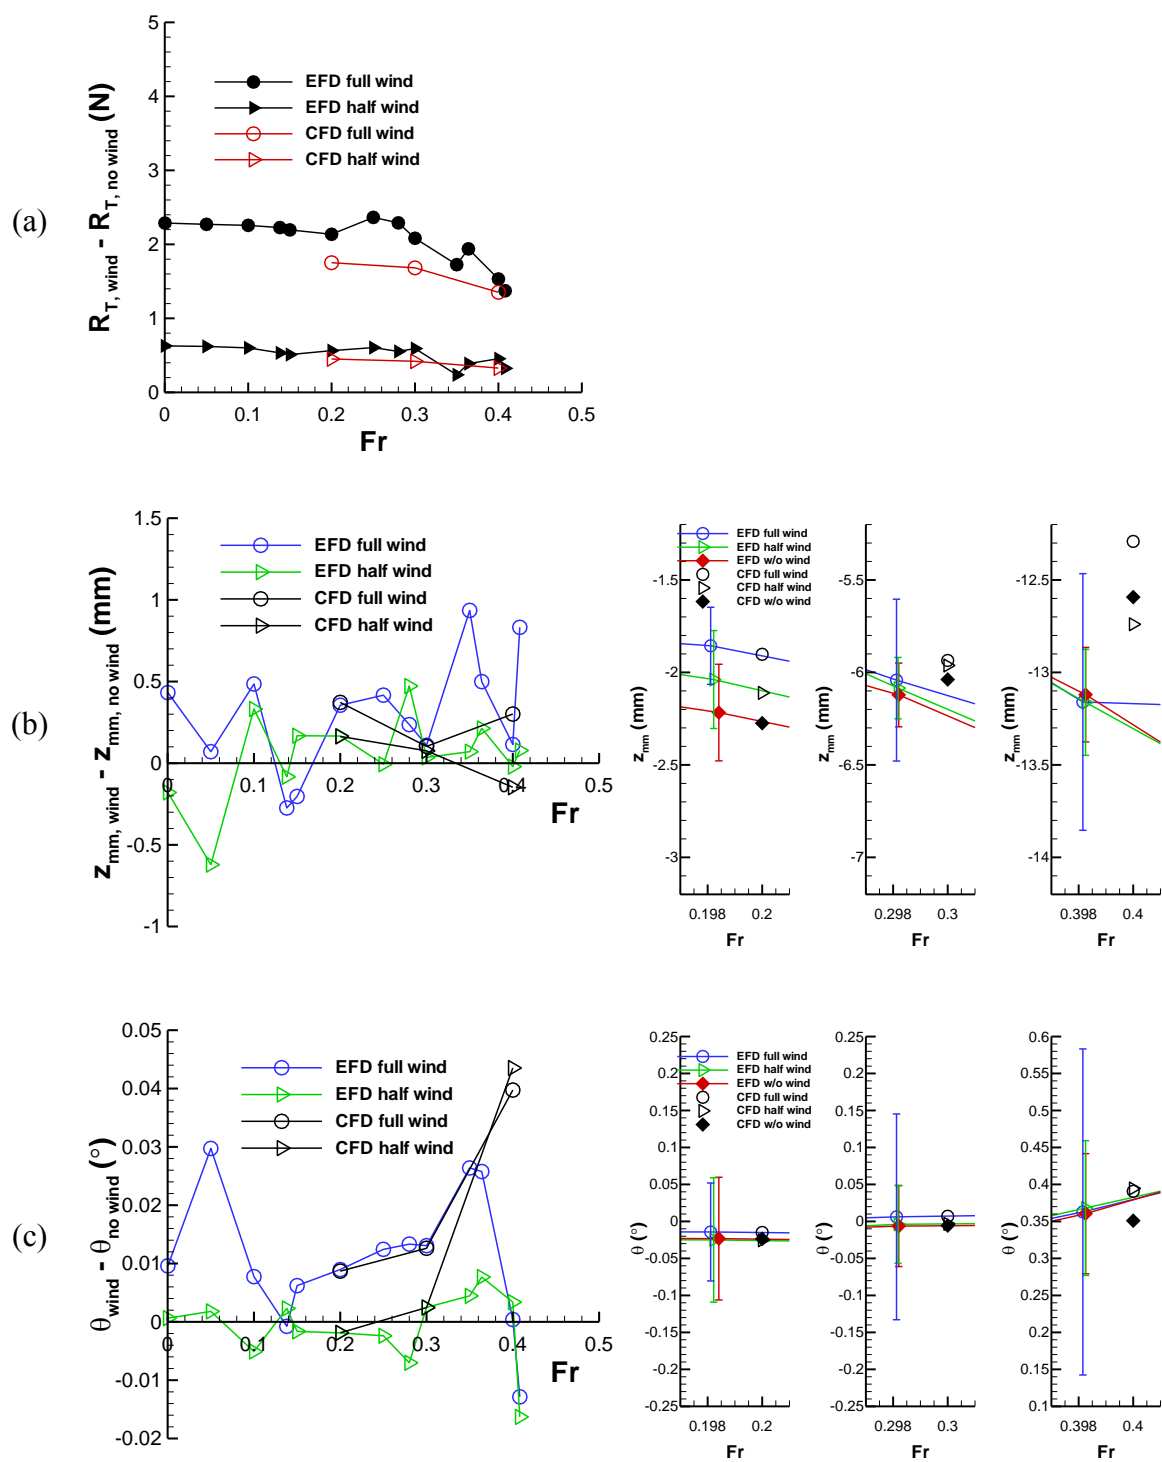 (a)
R_T, wind - R_T, no wind (N)
5
4
3
2
1
0
EFD full wind
EFD half wind
CFD full wind
CFD half wind
0 0.1 0.2 0.3 0.4 0.5
Fr
(b)
z_mm, wind - z_mm, no wind (mm)
1.5
1
0.5
0
-0.5
-1
EFD full wind
EFD half wind
CFD full wind
CFD half wind
0 0.1 0.2 0.3 0.4 0.5
Fr
EFD full wind
EFD half wind
EFD w/o wind
CFD full wind
CFD half wind
CFD w/o wind
z_mm (mm)
-1.5
-2
-2.5
-3
0.198 0.2
Fr
z_mm (mm)
-5.5
-6
-6.5
-7
0.298 0.3
Fr
z_mm (mm)
-12.5
-13
-13.5
-14
0.398 0.4
Fr
(c)
θ_wind - θ_no wind (°)
0.05
0.04
0.03
0.02
0.01
0
-0.01
-0.02
EFD full wind
EFD half wind
CFD full wind
CFD half wind
0 0.1 0.2 0.3 0.4 0.5
Fr
EFD full wind
EFD half wind
EFD w/o wind
CFD full wind
CFD half wind
CFD w/o wind
θ (°)
0.25
0.2
0.15
0.1
0.05
0
-0.05
-0.1
-0.15
-0.2
-0.25
0.198 0.2
Fr
θ (°)
0.25
0.2
0.15
0.1
0.05
0
-0.05
-0.1
-0.15
-0.2
-0.25
0.298 0.3
Fr
θ (°)
0.6
0.5
0.4
0.3
0.2
0.1
0.398 0.4
Fr